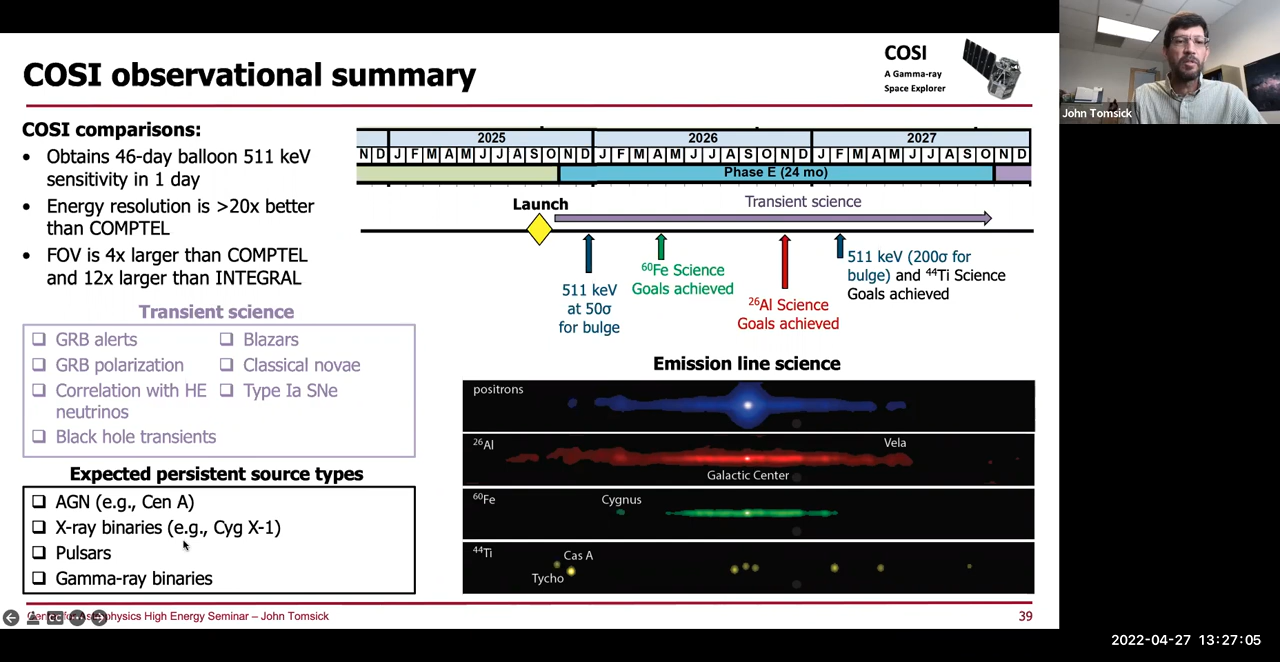 COSI observational summary
COSI
A Gamma-ray
Space Explorer
John Tomsick
COSI comparisons:
• Obtains 46-day balloon 511 keV
sensitivity in 1 day
• Energy resolution is >20x better
than COMPTEL
• FOV is 4x larger than COMPTEL
and 12x larger than INTEGRAL
Transient science
GRB alerts
GRB polarization
Correlation with HE
neutrinos
Black hole transients
Blazars
Classical novae
Type Ia SNe
Expected persistent source types
AGN (e.g., Cen A)
X-ray binaries (e.g., Cyg X-1)
Pulsars
Gamma-ray binaries
2025 2026 2027
N D J F M A M J J A S O N D J F M A M J J A S O N D J F M A M J J A S O N D
Phase E (24 mo)
Launch
Transient science
511 keV
at 50σ
for bulge
60Fe Science
Goals achieved
26Al Science
Goals achieved
511 keV (200σ for
bulge) and 44Ti Science
Goals achieved
Emission line science
positrons
26Al
Vela
Galactic Center
60Fe
Cygnus
44Ti
Cas A
Tycho
Astrophysics High Energy Seminar – John Tomsick
39
2022-04-27 13:27:05